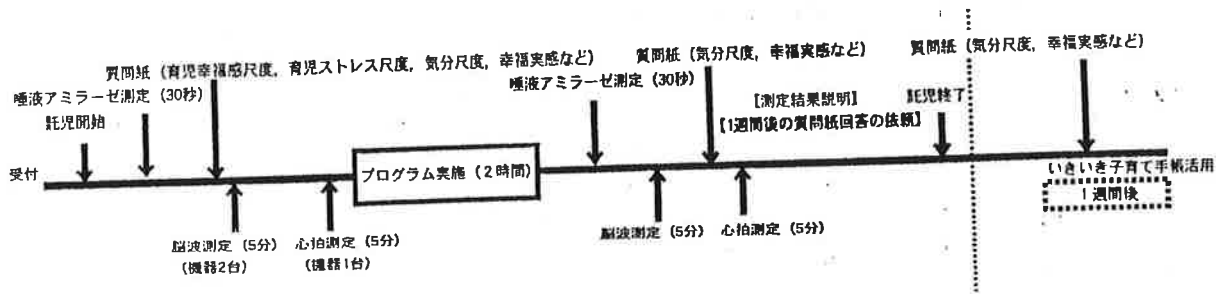 質問紙（育児幸福感尺度，育児ストレス尺度，気分尺度，幸福実感など）
唾液アミラーゼ測定（30秒）
託児開始
質問紙（気分尺度，幸福実感など）
唾液アミラーゼ測定（30秒）
【測定結果説明】
【1週間後の質問紙回答の依頼】
託児終了
質問紙（気分尺度，幸福実感など）
受付
プログラム実施（2時間）
いきいき子育て手帳活用
1週間後
脳波測定（5分）
（機器2台）
心拍測定（5分）
（機器1台）
脳波測定（5分）
心拍測定（5分）